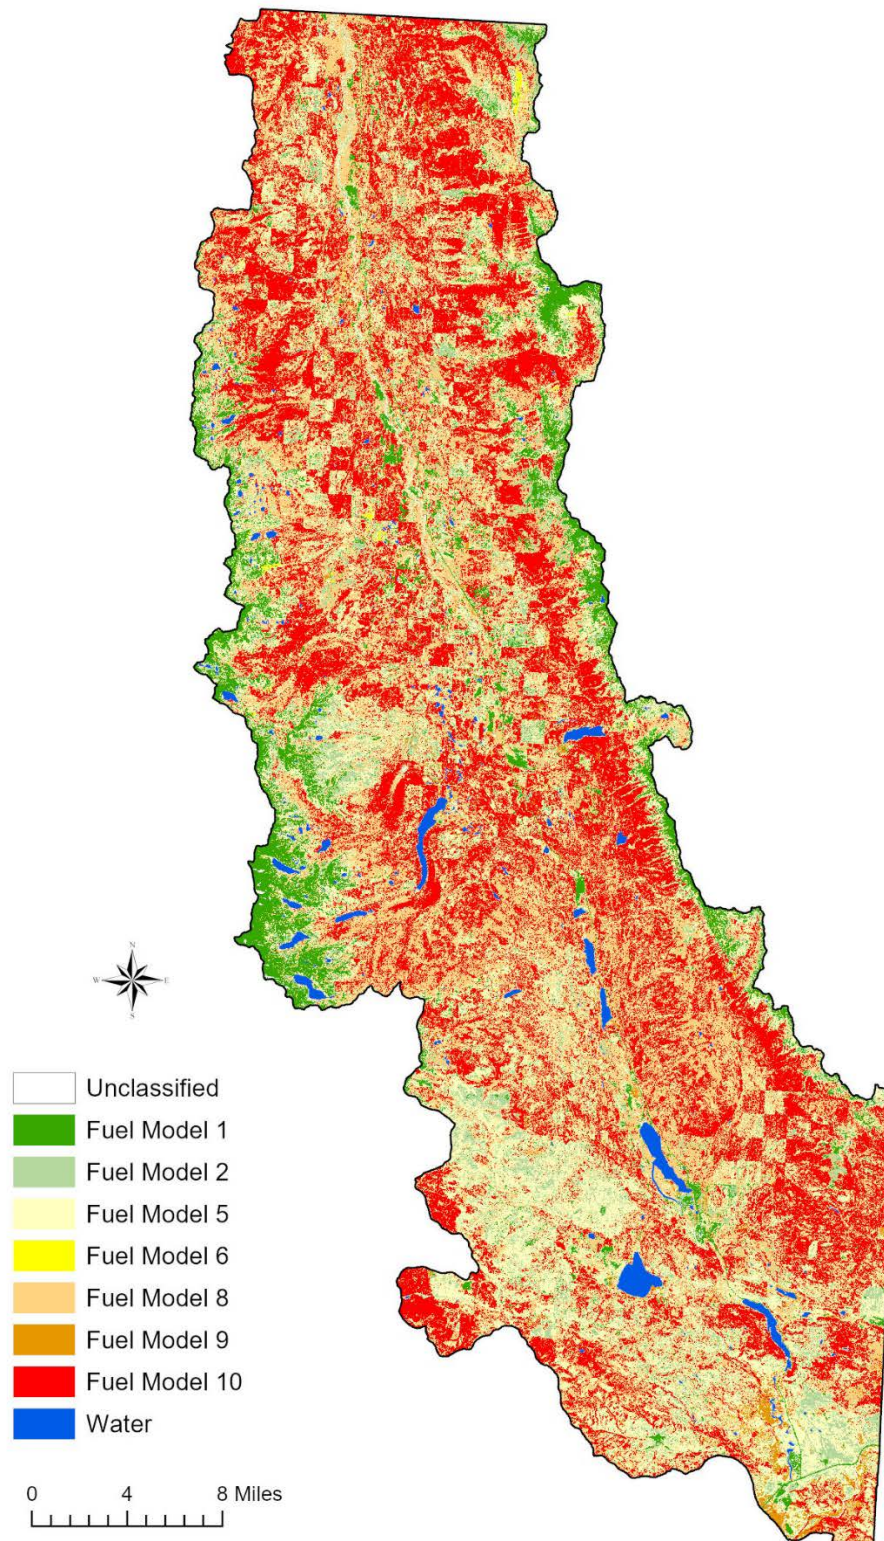 N
W
E
S
Unclassified
Fuel Model 1
Fuel Model 2
Fuel Model 5
Fuel Model 6
Fuel Model 8
Fuel Model 9
Fuel Model 10
Water
0 4 8 Miles